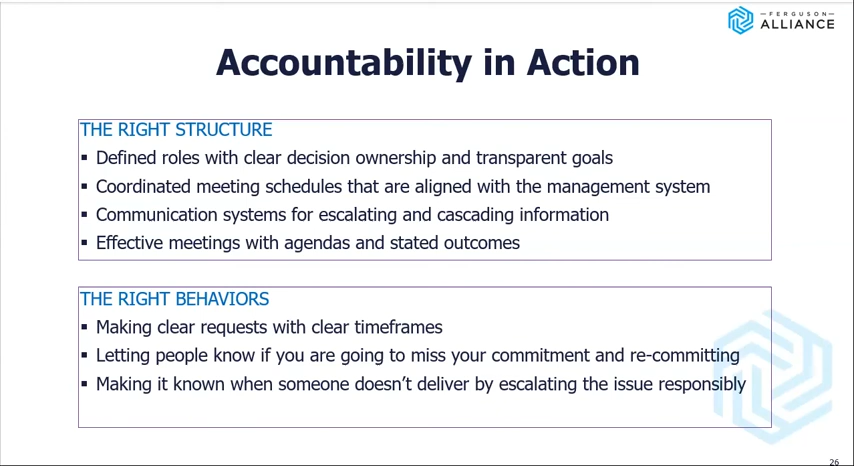 FERGUSON
ALLIANCE
Accountability in Action
THE RIGHT STRUCTURE
▪ Defined roles with clear decision ownership and transparent goals
▪ Coordinated meeting schedules that are aligned with the management system
▪ Communication systems for escalating and cascading information
▪ Effective meetings with agendas and stated outcomes
THE RIGHT BEHAVIORS
▪ Making clear requests with clear timeframes
▪ Letting people know if you are going to miss your commitment and re-committing
▪ Making it known when someone doesn’t deliver by escalating the issue responsibly
26